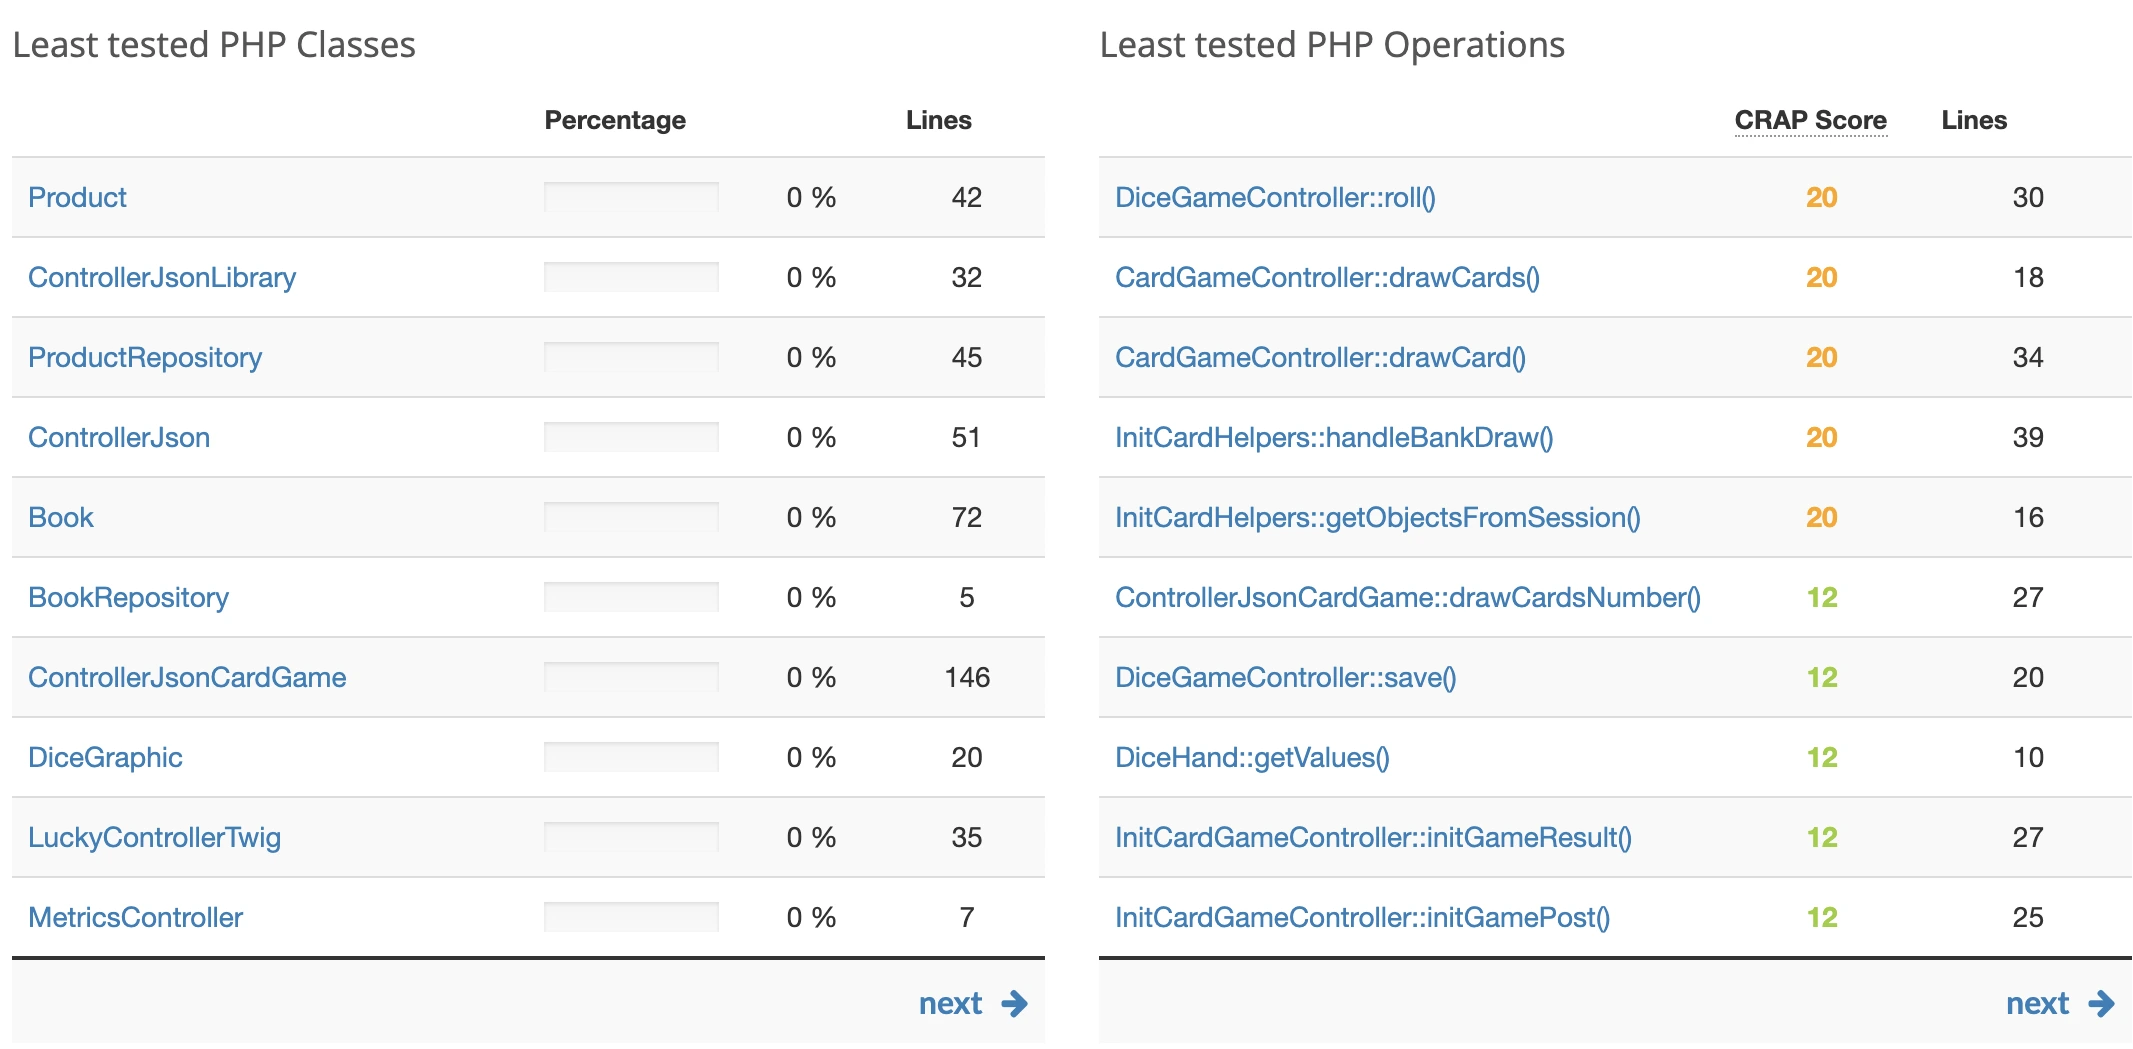 Least tested PHP Classes
Percentage Lines
Product 0 % 42
ControllerJsonLibrary 0 % 32
ProductRepository 0 % 45
ControllerJson 0 % 51
Book 0 % 72
BookRepository 0 % 5
ControllerJsonCardGame 0 % 146
DiceGraphic 0 % 20
LuckyControllerTwig 0 % 35
MetricsController 0 % 7
next
Least tested PHP Operations
CRAP Score Lines
DiceGameController::roll() 20 30
CardGameController::drawCards() 20 18
CardGameController::drawCard() 20 34
InitCardHelpers::handleBankDraw() 20 39
InitCardHelpers::getObjectsFromSession() 20 16
ControllerJsonCardGame::drawCardsNumber() 12 27
DiceGameController::save() 12 20
DiceHand::getValues() 12 10
InitCardGameController::initGameResult() 12 27
InitCardGameController::initGamePost() 12 25
next